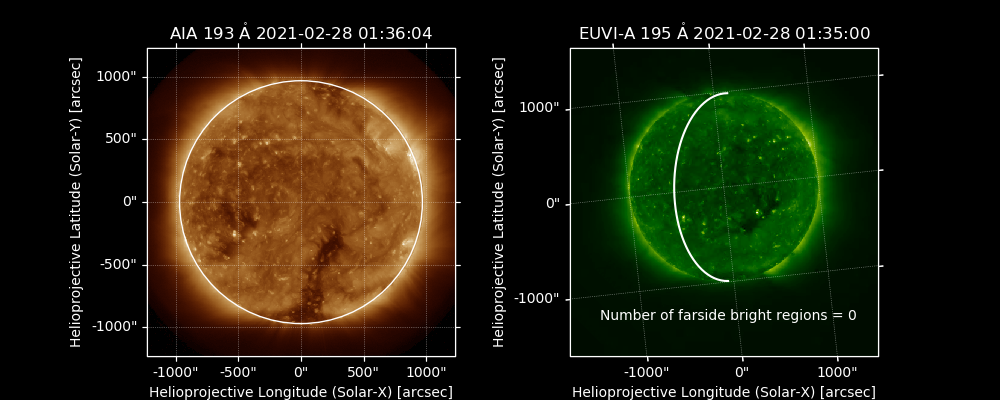 AIA 193 Å 2021-02-28 01:36:04
Helioprojective Latitude (Solar-Y) [arcsec]
1000"
500"
0"
-500"
-1000"
-1000" -500" 0" 500" 1000"
Helioprojective Longitude (Solar-X) [arcsec]
EUVI-A 195 Å 2021-02-28 01:35:00
Helioprojective Latitude (Solar-Y) [arcsec]
1000"
0"
-1000"
Number of farside bright regions = 0
-1000" 0" 1000"
Helioprojective Longitude (Solar-X) [arcsec]